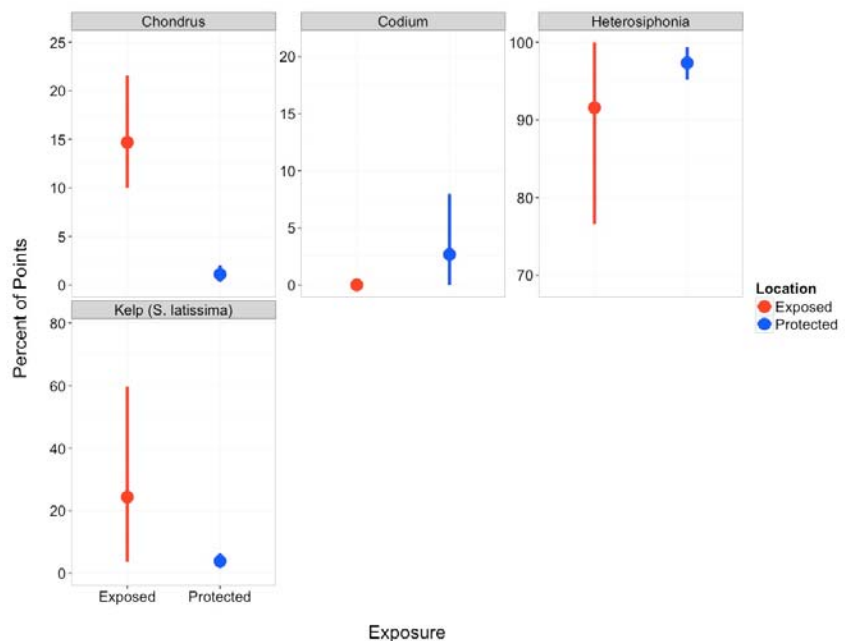 Chondrus
Codium
Heterosiphonia
25
20
15
10
5
0
20
15
10
5
0
100
90
80
70
Percent of Points
Kelp (S. latissima)
80
60
40
20
0
Exposed
Protected
Exposure
Location
Exposed
Protected